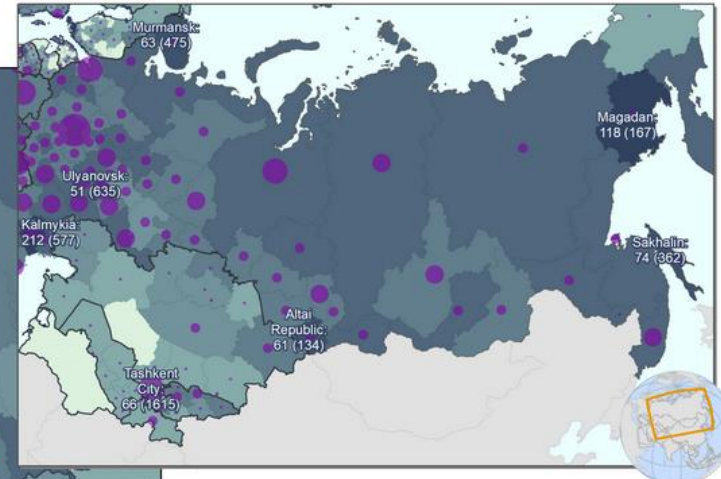 Murmansk:
63 (475)
Magadan:
118 (167)
Ulyanovsk:
51 (635)
Kalmykia:
212 (577)
Sakhalin:
74 (362)
Altai
Republic:
61 (134)
Tashkent
City:
66 (1615)